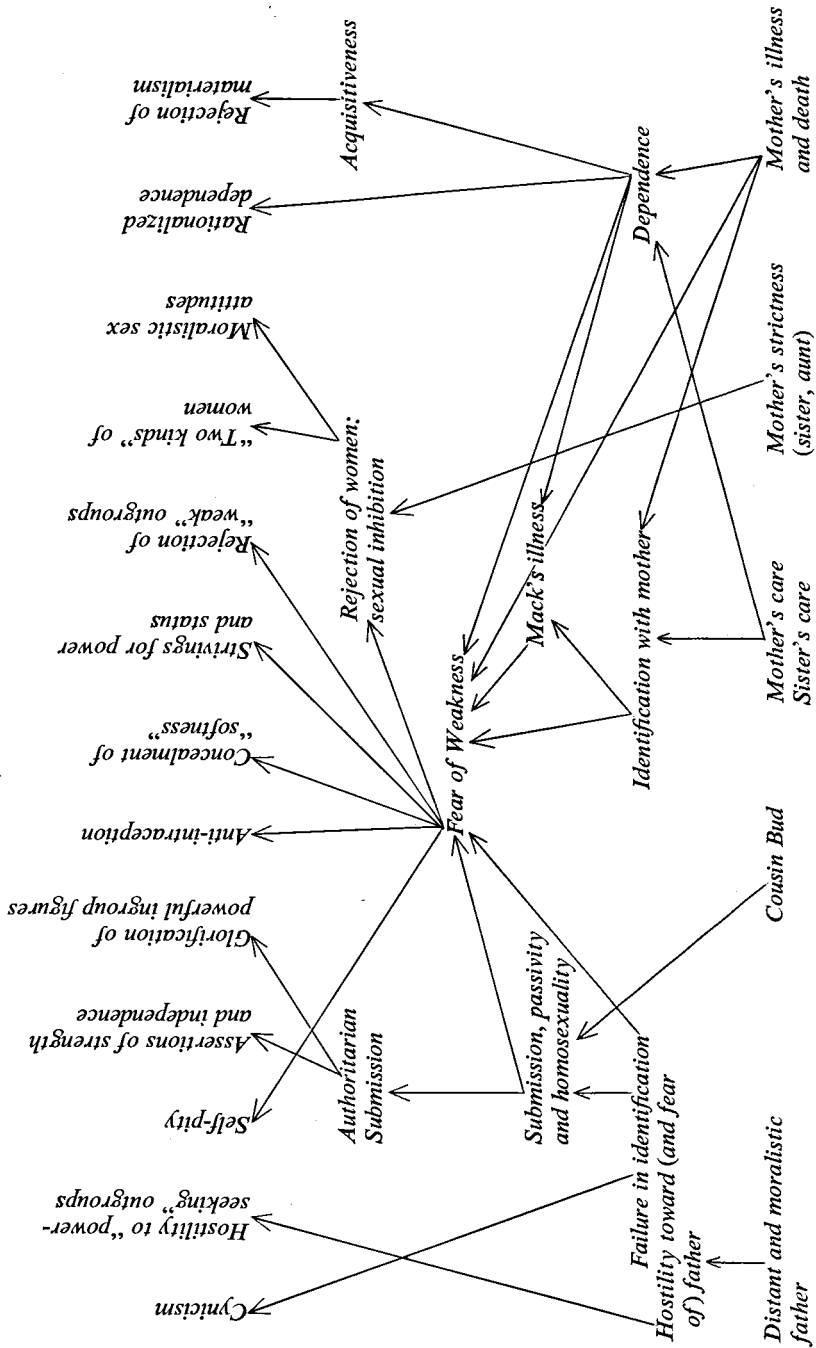 Cynicism
Hostility to "power-
seeking" outgroups
Self-pity
Assertions of strength
and independence
Glorification of
powerful ingroup figures
Anti-intraception
Concealment of
"softness"
Strivings for power
and status
Rejection of
"weak" outgroups
"Two kinds" of
women
Moralistic sex
attitudes
Rationalized
dependence
Rejection of
materialism
Authoritarian
Submission
Rejection of women:
sexual inhibition
Acquisitiveness
Fear of Weakness
Submission, passivity
and homosexuality
Mack's illness
Failure in identification
Hostility toward (and fear
of) father
Identification with mother
Dependence
Distant and moralistic
father
Cousin Bud
Mother's care
Sister's care
Mother's strictness
(sister, aunt)
Mother's illness
and death